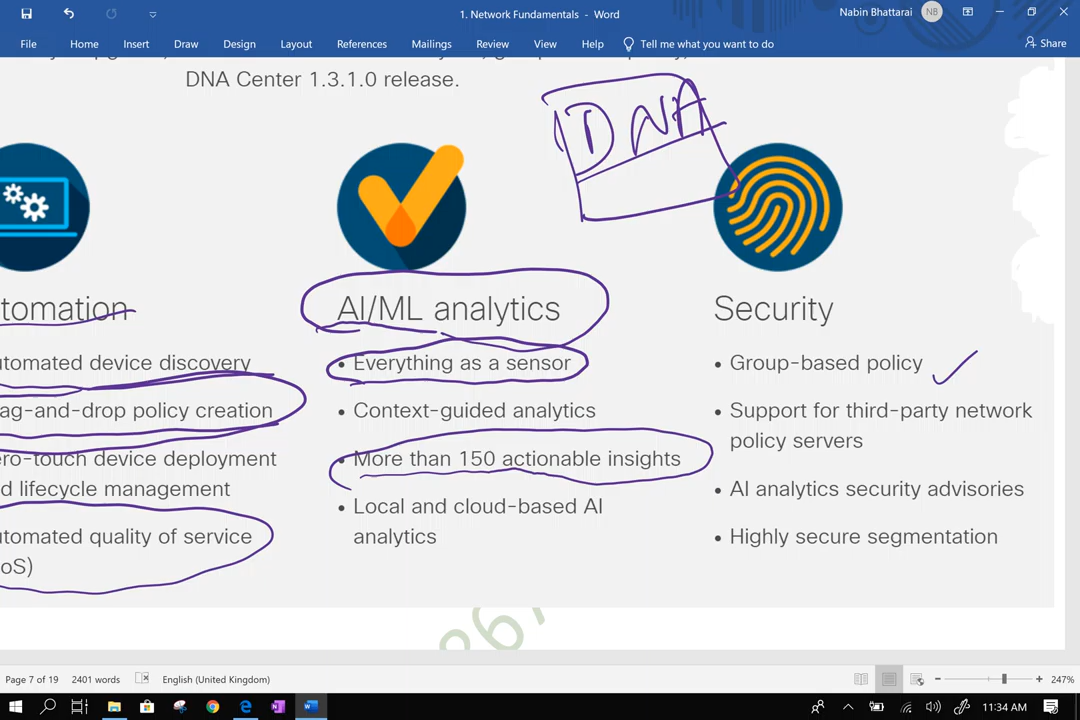 1. Network Fundamentals - Word
Nabin Bhattarai NB
File Home Insert Draw Design Layout References Mailings Review View Help Tell me what you want to do Share
DNA Center 1.3.1.0 release.
DNA
tomation
AI/ML analytics
Security
utomated device discovery
ag-and-drop policy creation
ero-touch device deployment
d lifecycle management
utomated quality of service
oS)
• Everything as a sensor
• Context-guided analytics
• More than 150 actionable insights
• Local and cloud-based AI
analytics
• Group-based policy
• Support for third-party network
policy servers
• AI analytics security advisories
• Highly secure segmentation
Page 7 of 19 2401 words English (United Kingdom) 247%
11:34 AM